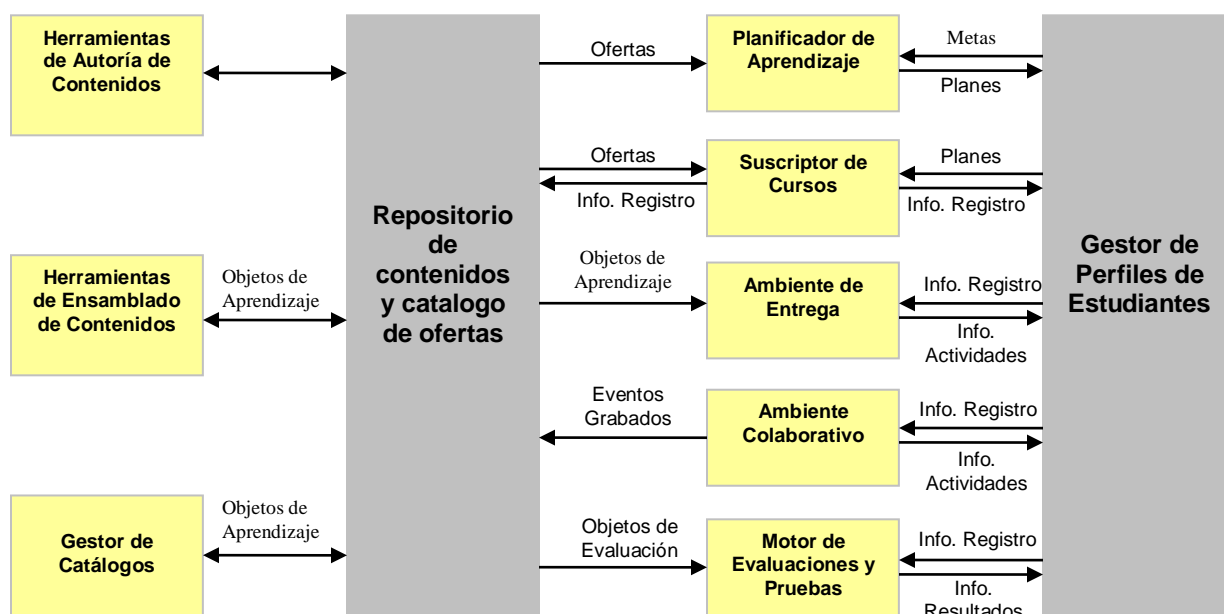 Herramientas
de Autoría de
Contenidos
Ofertas
Planificador de
Aprendizaje
Metas
Planes
Ofertas
Info. Registro
Suscriptor de
Cursos
Planes
Info. Registro
Repositorio
de
contenidos
y catalogo
de ofertas
Gestor de
Perfiles de
Estudiantes
Herramientas
de Ensamblado
de Contenidos
Objetos de
Aprendizaje
Objetos de
Aprendizaje
Ambiente de
Entrega
Info. Registro
Info.
Actividades
Eventos
Grabados
Ambiente
Colaborativo
Info. Registro
Info.
Actividades
Gestor de
Catálogos
Objetos de
Aprendizaje
Objetos de
Evaluación
Motor de
Evaluaciones y
Pruebas
Info. Registro
Info.
Resultados